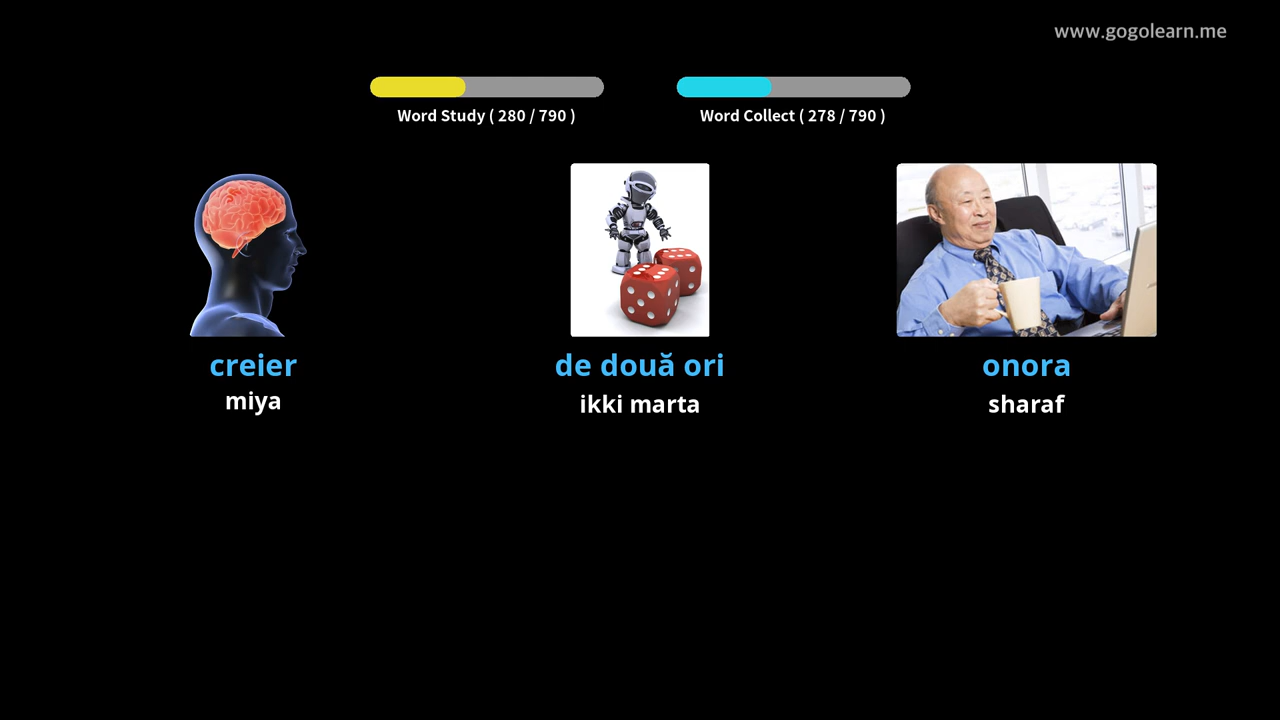 www.gogolearn.me
Word Study ( 280 / 790 )
Word Collect ( 278 / 790 )
creier
miya
de două ori
ikki marta
onora
sharaf